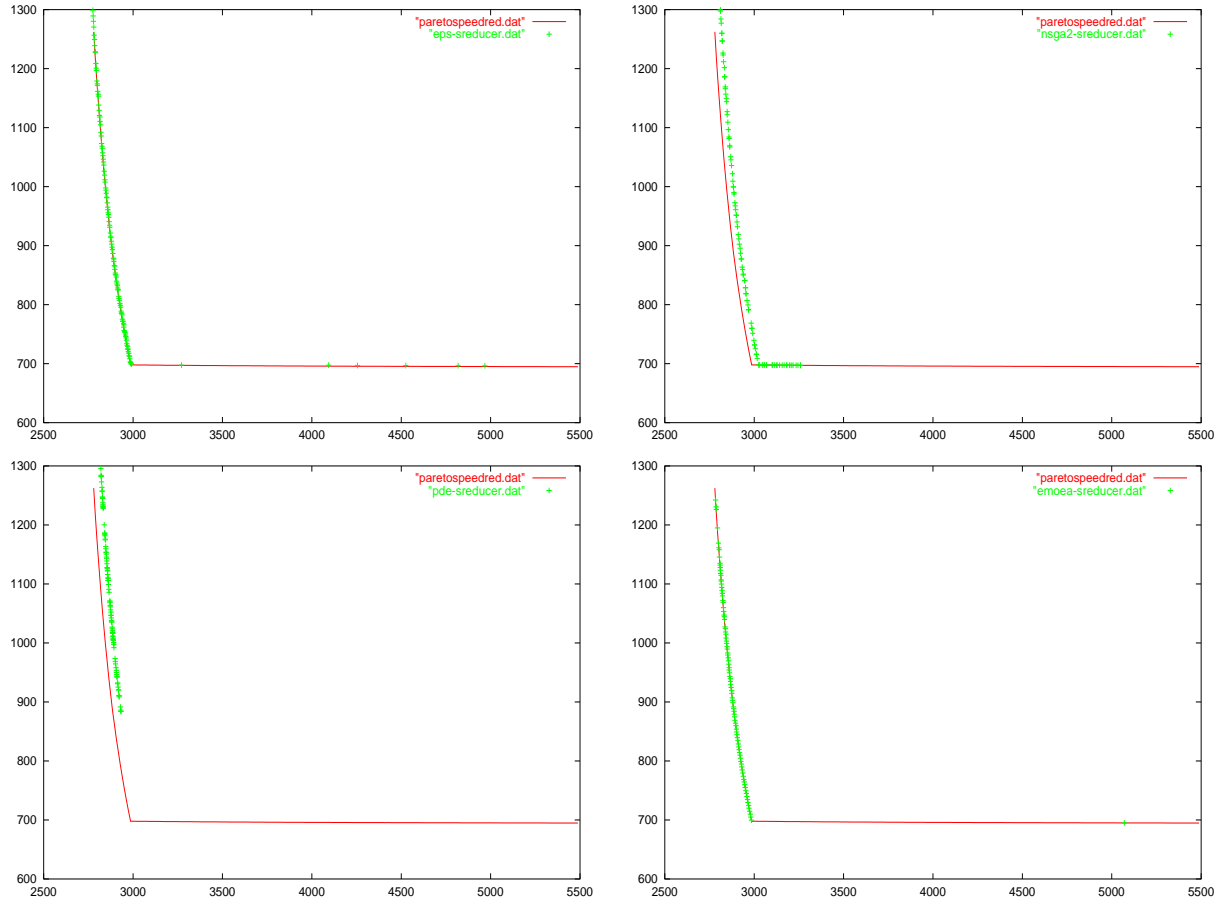 1300
1200
1100
1000
900
800
700
600
2500 3000 3500 4000 4500 5000 5500
"paretospeedred.dat"
"eps-sreducer.dat"
1300
1200
1100
1000
900
800
700
600
2500 3000 3500 4000 4500 5000 5500
"paretospeedred.dat"
"nsga2-sreducer.dat"
1300
1200
1100
1000
900
800
700
600
2500 3000 3500 4000 4500 5000 5500
"paretospeedred.dat"
"pde-sreducer.dat"
1300
1200
1100
1000
900
800
700
600
2500 3000 3500 4000 4500 5000 5500
"paretospeedred.dat"
"emoea-sreducer.dat"